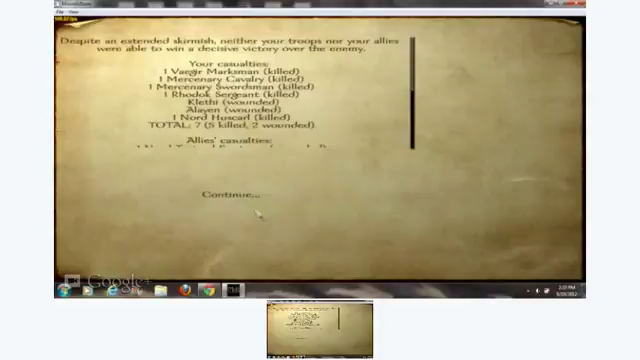 File View
Despite an extended skirmish, neither your troops nor your allies
were able to win a decisive victory over the enemy.
Your casualties:
1 Vaegir Marksman (killed)
1 Mercenary Cavalry (killed)
1 Mercenary Swordsman (killed)
1 Rhodok Sergeant (killed)
Klethi (wounded)
Alayen (wounded)
1 Nord Huscarl (killed)
TOTAL: 7 (5 killed, 2 wounded)
Allies' casualties:
Continue...
Google+